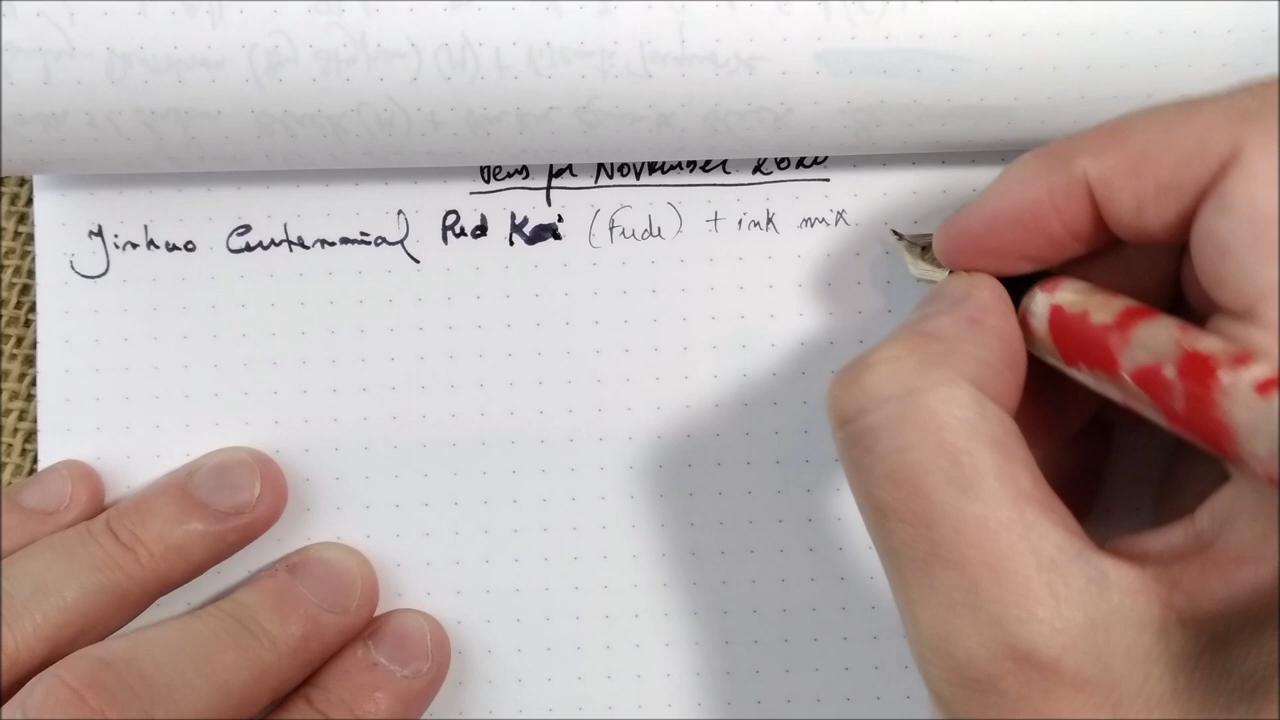 Pens for November 2020
Jinhao Centennial Red Koi (Fude) + ink mix